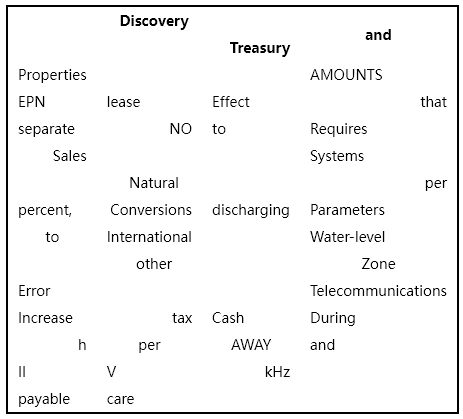 Discovery Treasury and
Properties AMOUNTS
EPN lease Effect that
separate NO to Requires
Sales Systems
Natural per
percent, Conversions discharging Parameters
to International Water-level
other Zone
Error Telecommunications
Increase tax Cash During
h per AWAY and
II V kHz
payable care